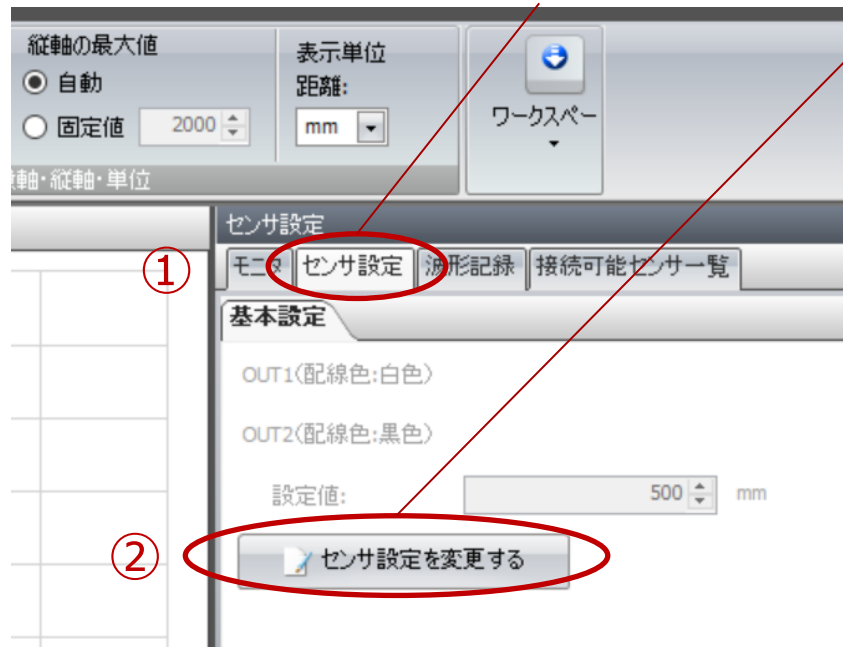 縦軸の最大値
自動
固定値 2000
表示単位
距離:
mm
ワークスペー
軸・縦軸・単位
センサ設定
① モニタ センサ設定 波形記録 接続可能センサ一覧
基本設定
OUT1(配線色:白色)
OUT2(配線色:黒色)
設定値: 500 mm
② センサ設定を変更する